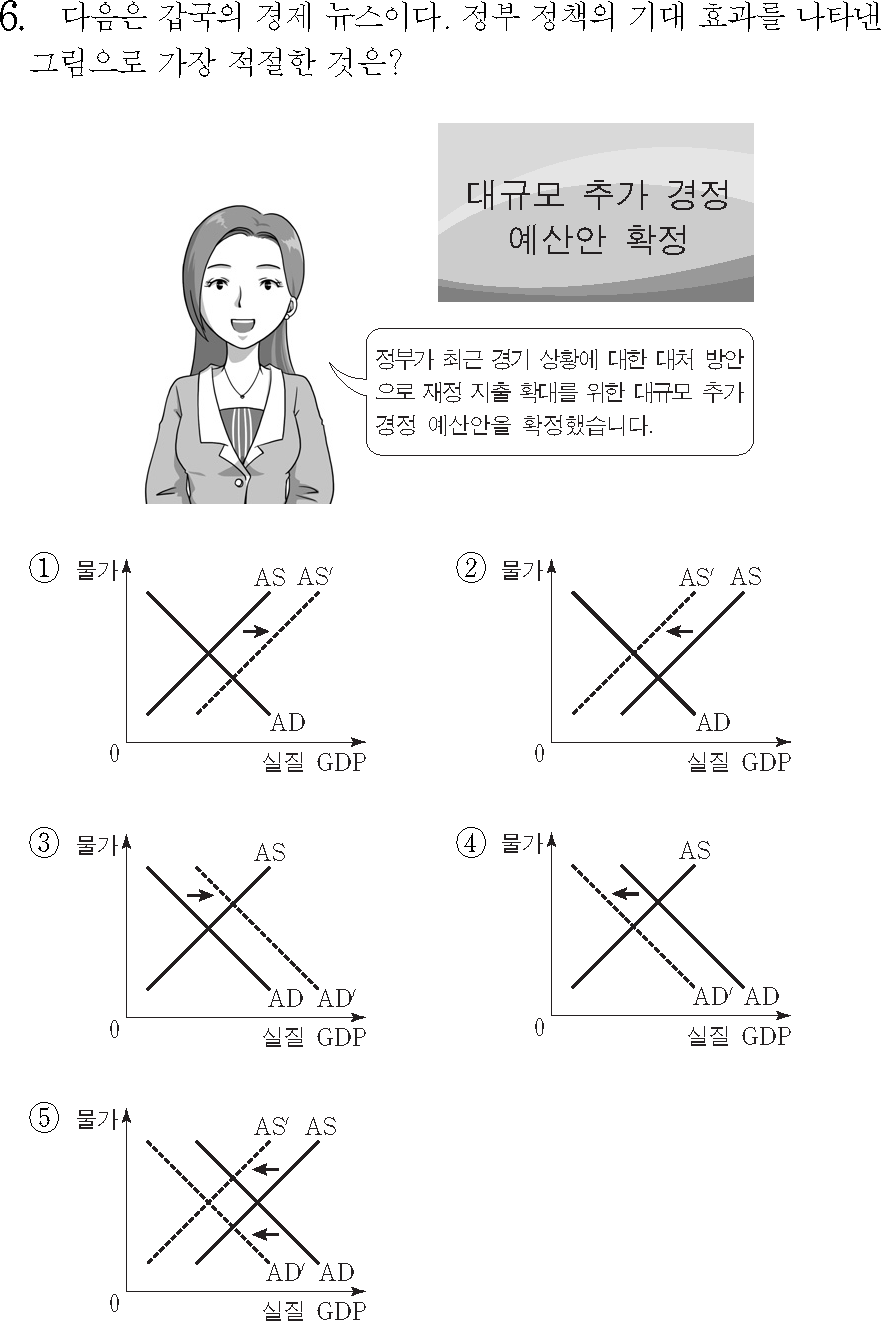 6. 다음은 갑국의 경제 뉴스이다. 정부 정책의 기대 효과를 나타낸
그림으로 가장 적절한 것은?
대규모 추가 경정
예산안 확정
정부가 최근 경기 상황에 대한 대처 방안
으로 재정 지출 확대를 위한 대규모 추가
경정 예산안을 확정했습니다.
① 물가 AS AS′
AD
0 실질 GDP
② 물가 AS′ AS
AD
0 실질 GDP
③ 물가 AS
AD AD′
0 실질 GDP
④ 물가 AS
AD′ AD
0 실질 GDP
⑤ 물가 AS′ AS
AD′ AD
0 실질 GDP